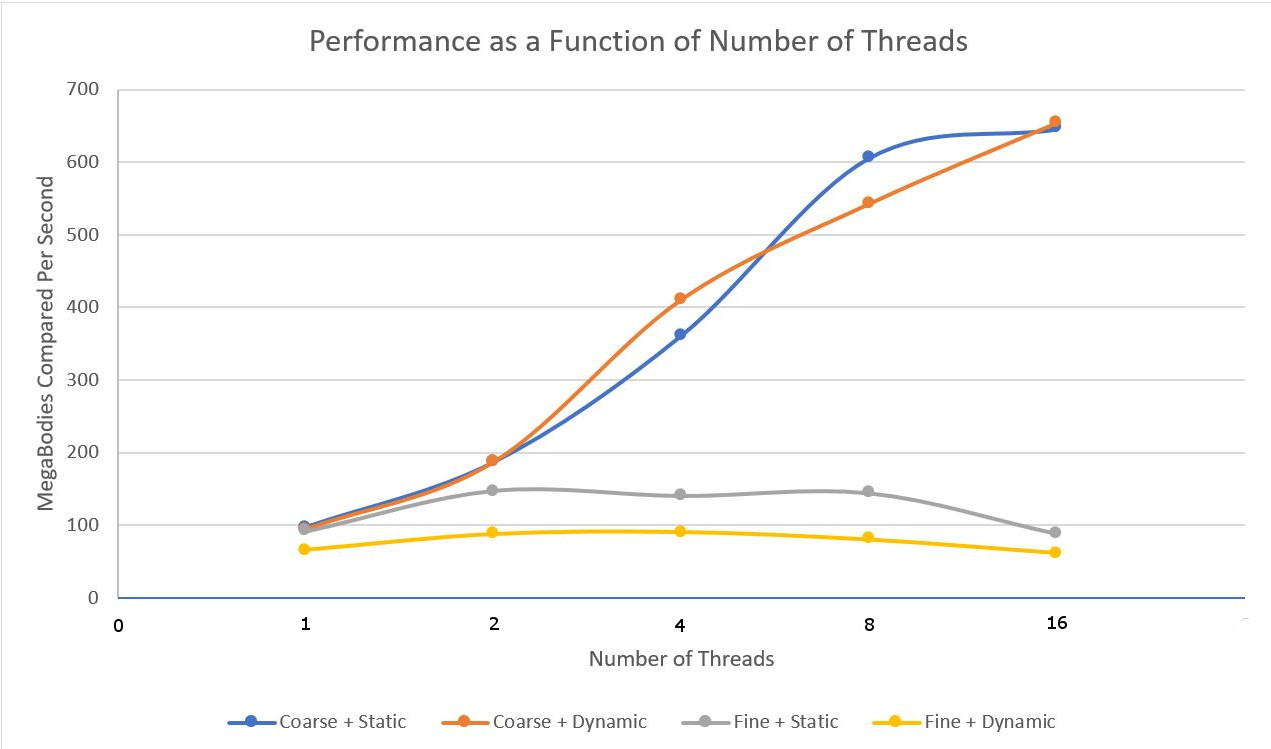 Performance as a Function of Number of Threads
700
600
500
400
300
200
100
0
MegaBodies Compared Per Second
0 1 2 4 8 16
Number of Threads
Coarse + Static Coarse + Dynamic Fine + Static Fine + Dynamic